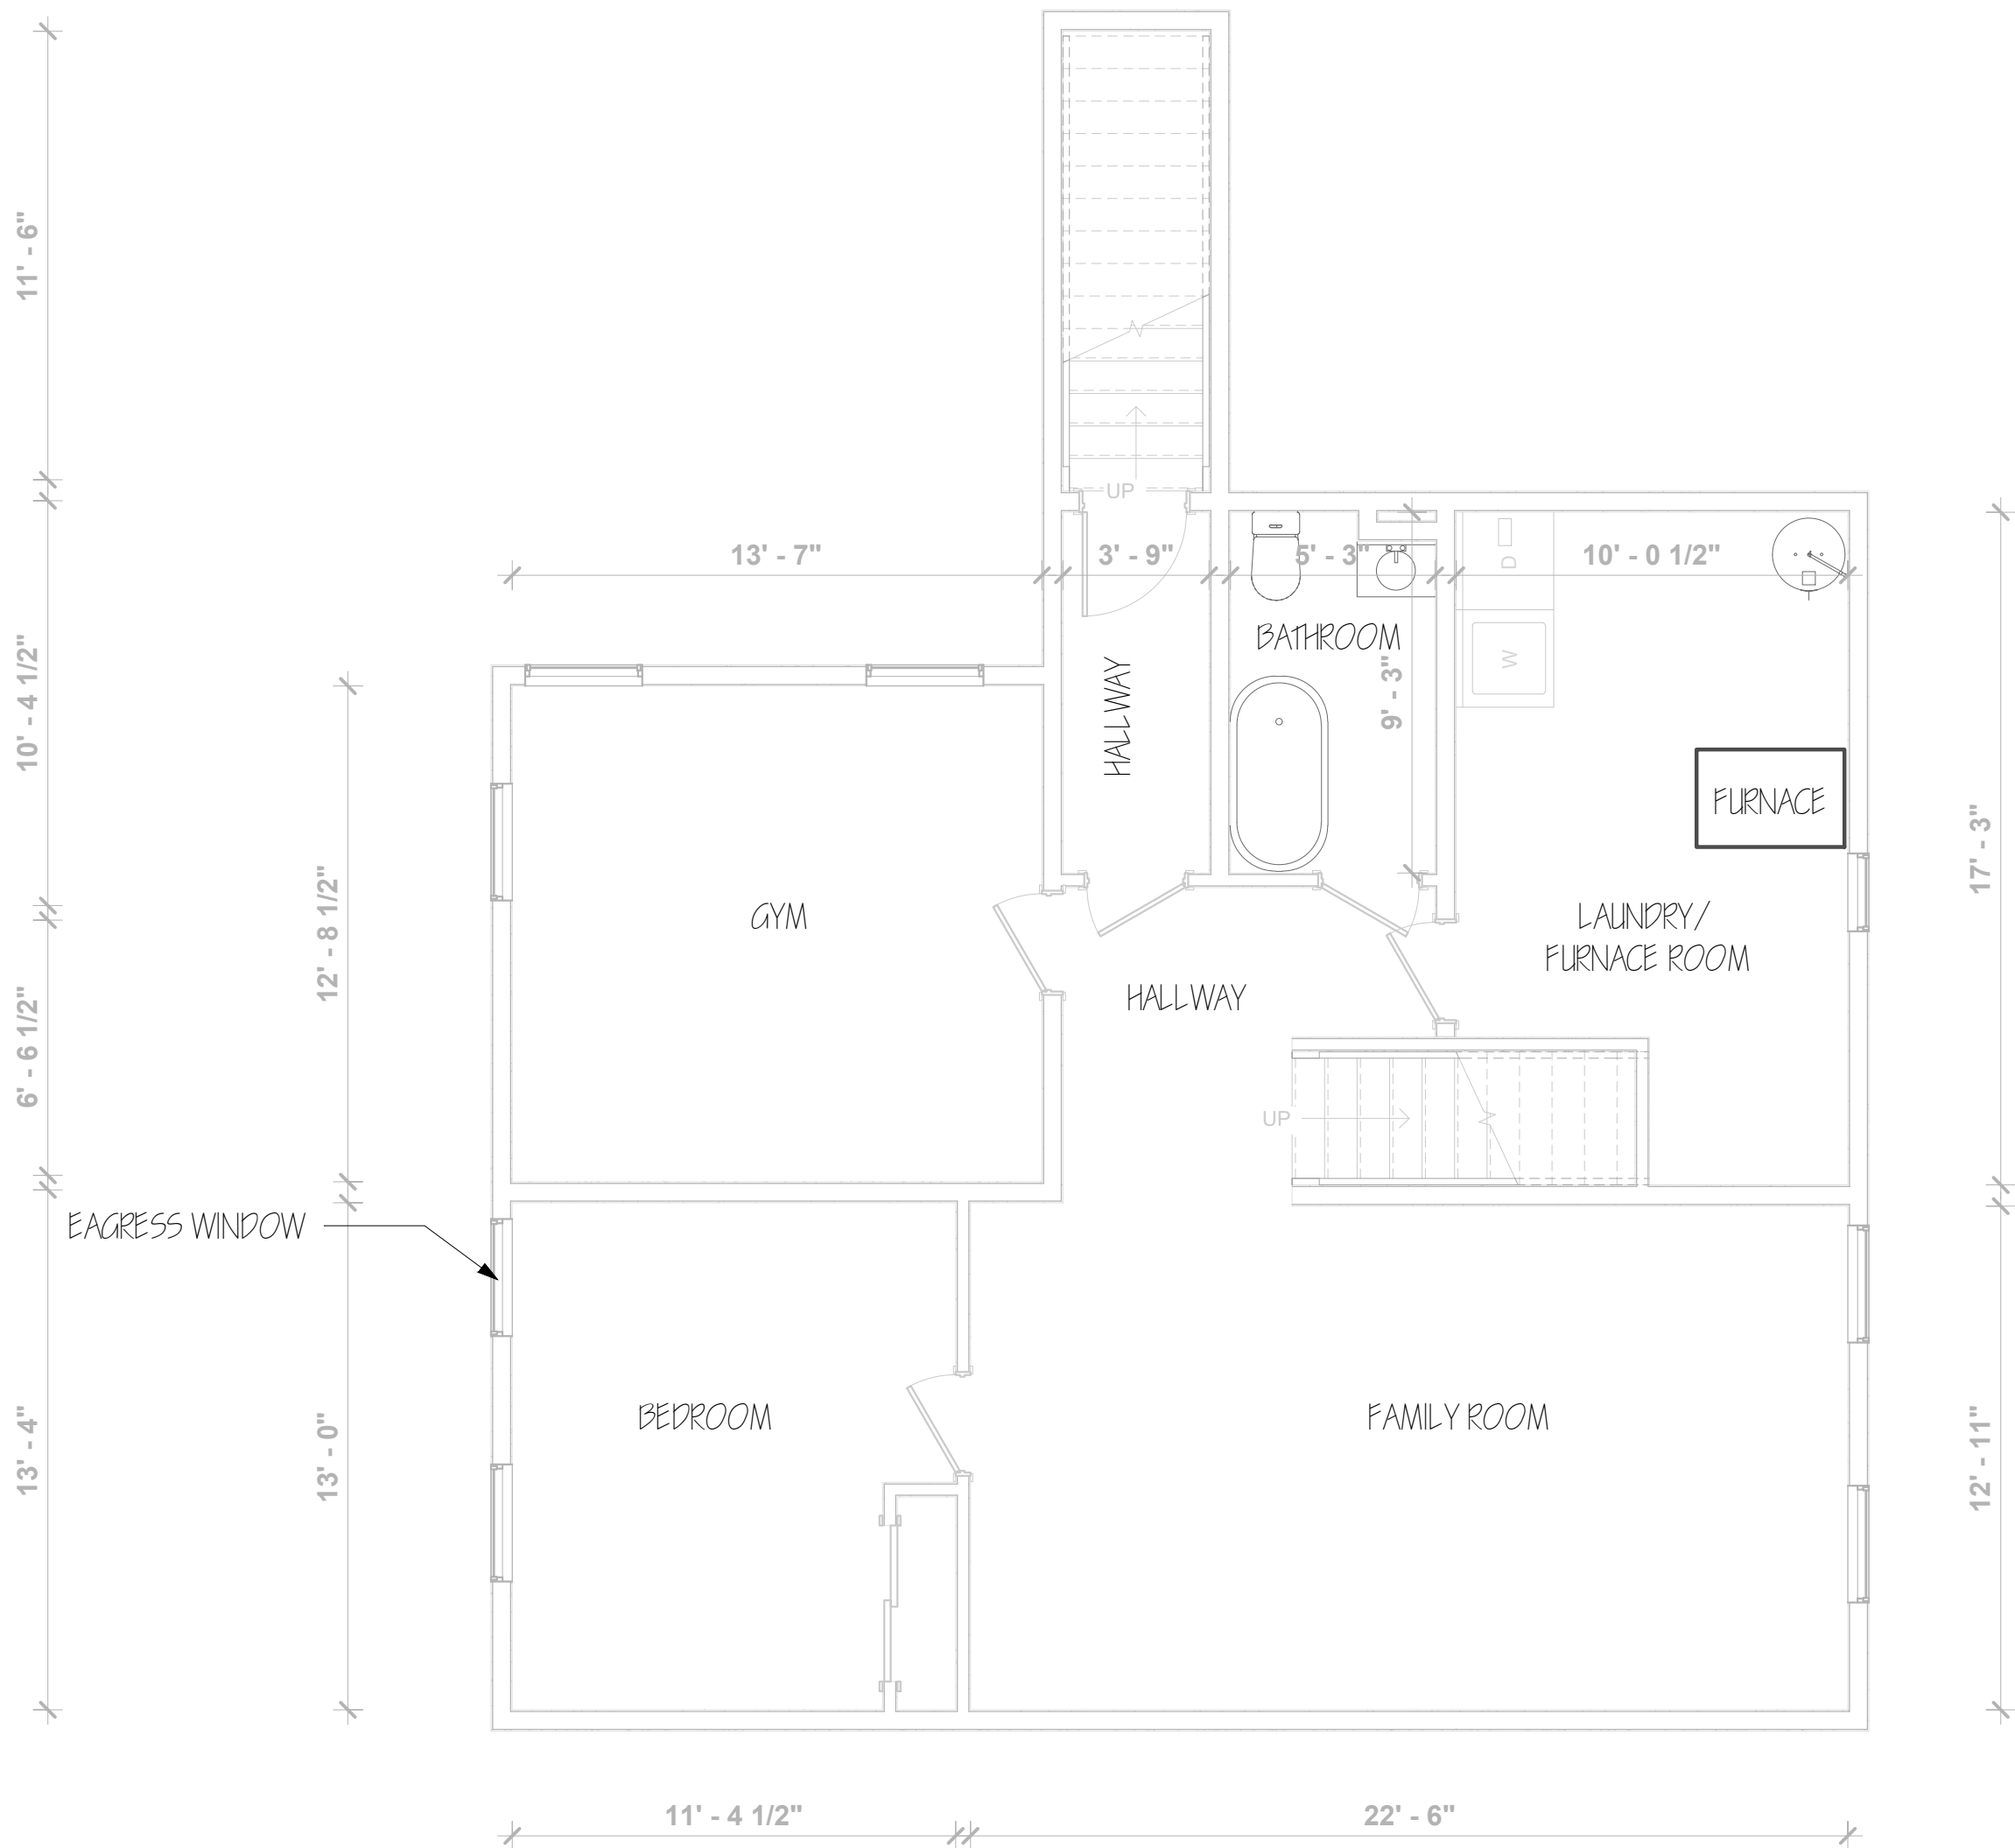 11' - 6"
UP
13' - 7"
3' - 9"
5' - 3"
10' - 0 1/2"
D
W
BATHROOM
9' - 3"
HALLWAY
10' - 4 1/2"
FURNACE
17' - 3"
GYM
12' - 8 1/2"
LAUNDRY/
FURNACE ROOM
HALLWAY
6' - 6 1/2"
UP
EAGRESS WINDOW
BEDROOM
FAMILY ROOM
13' - 4"
13' - 0"
12' - 11"
11' - 4 1/2"
22' - 6"